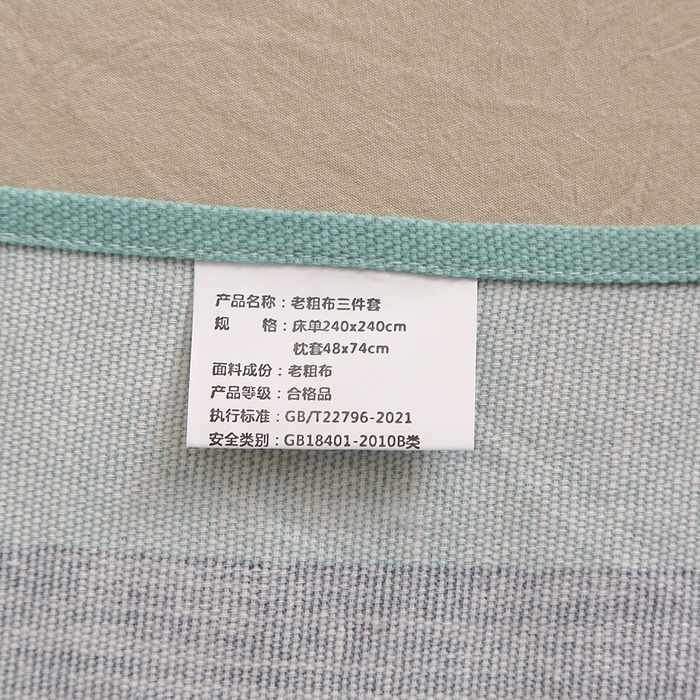 产品名称：老粗布三件套
规　　格：床单240x240cm
枕套48x74cm
面料成份：老粗布
产品等级：合格品
执行标准：GB/T22796-2021
安全类别：GB18401-2010B类